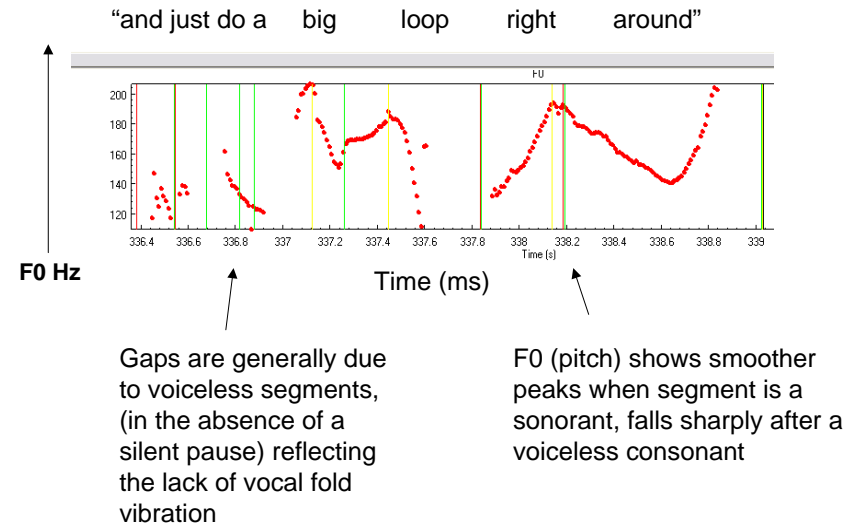 “and just do a big loop right around”
F0
200
180
160
140
120
336.4 336.6 336.8 337 337.2 337.4 337.6 337.8 338 338.2 338.4 338.6 338.8 339
Time (s)
F0 Hz
Time (ms)
Gaps are generally due
to voiceless segments,
(in the absence of a
silent pause) reflecting
the lack of vocal fold
vibration
F0 (pitch) shows smoother
peaks when segment is a
sonorant, falls sharply after a
voiceless consonant